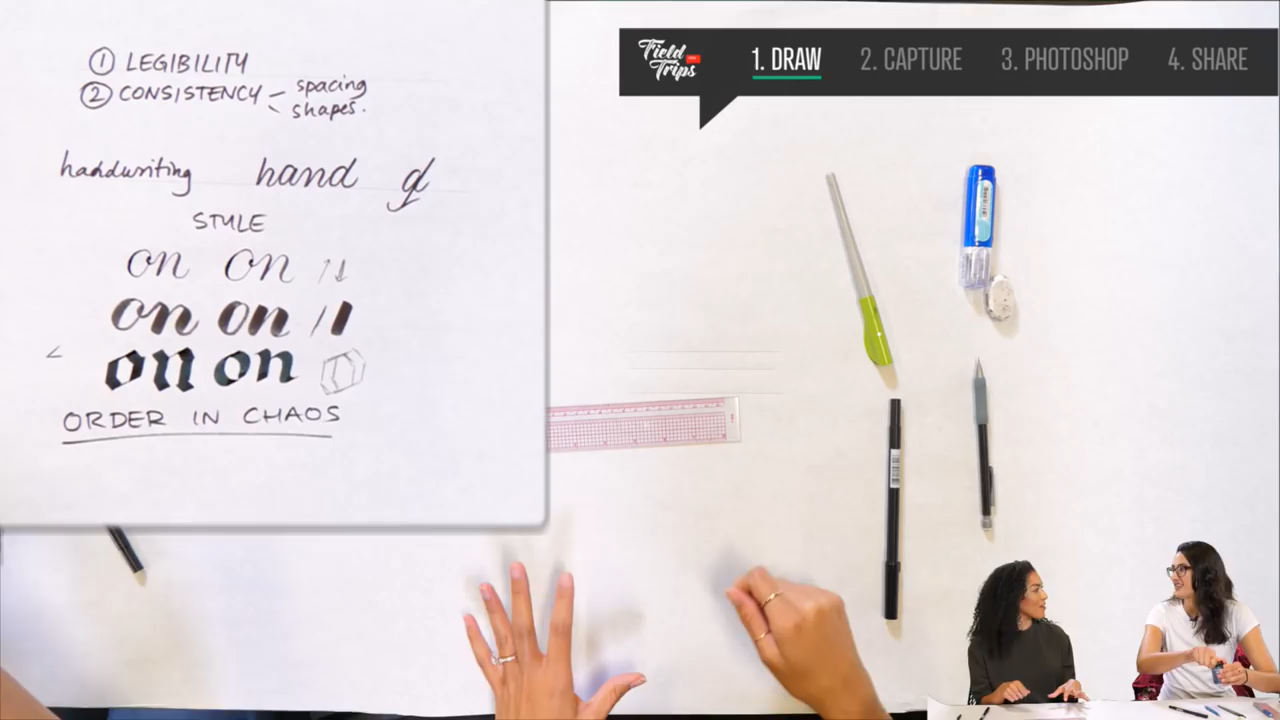 ① LEGIBILITY
② CONSISTENCY – spacing
shapes.
handwriting hand g
STYLE
on on
on on
on on
ORDER IN CHAOS
Field Trips
1. DRAW 2. CAPTURE 3. PHOTOSHOP 4. SHARE